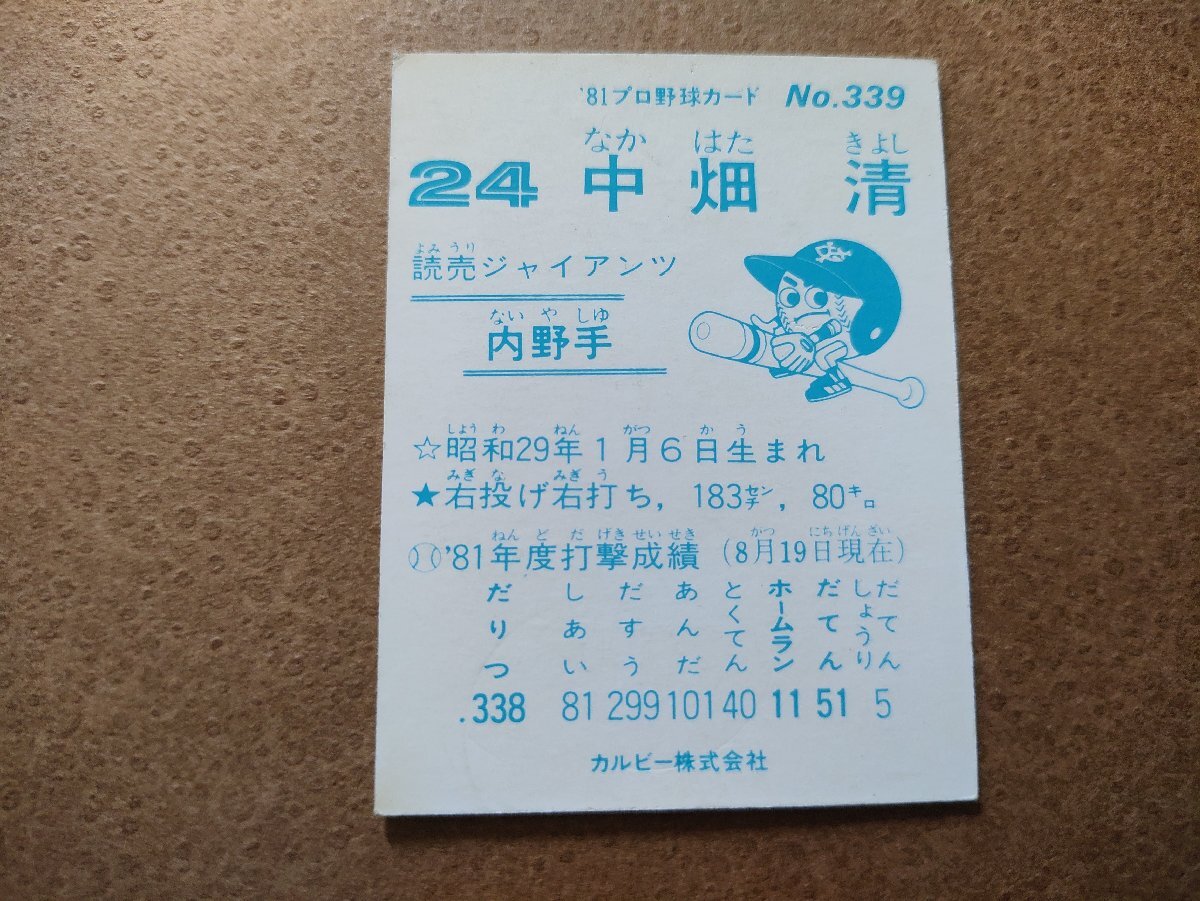 '81プロ野球カード No.339
なか はた きよし
24 中畑 清
よみ うり
読売ジャイアンツ
ない や しゆ
内野手
しよう わ ねん がつ か う
☆昭和29年1月6日生まれ
みぎ な みぎ う
★右投げ右打ち, 183センチ, 80キロ
ねん ど だ げき せい せき がつ にち げん ざい
'81年度打撃成績 (8月19日現在)
だりつ しあい だすう あんだ とくてん ホームラン だてん しょうりだてん
.338 81 299 101 40 11 51 5
カルビー株式会社